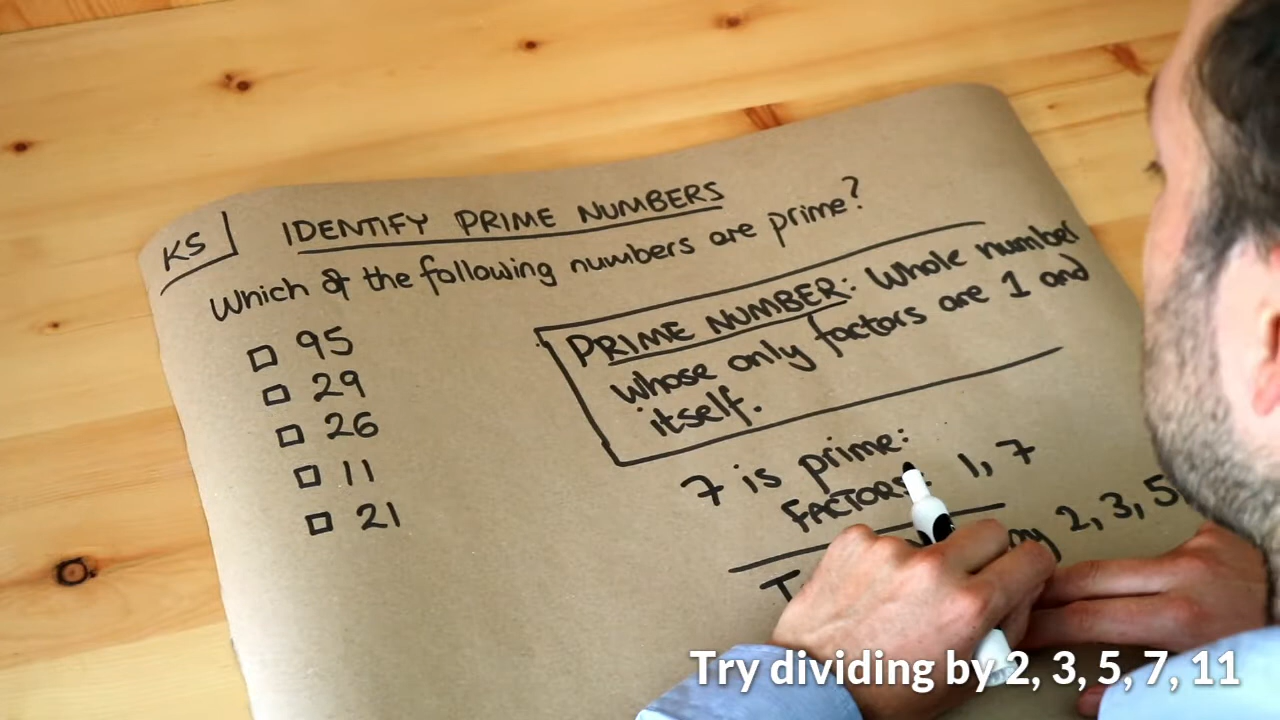 K5
IDENTIFY PRIME NUMBERS
Which of the following numbers are prime?
95
29
26
11
21
PRIME NUMBER: Whole number
whose only factors are 1 and
itself.
7 is prime:
FACTORS: 1, 7
by 2, 3, 5,
Try dividing by 2, 3, 5, 7, 11